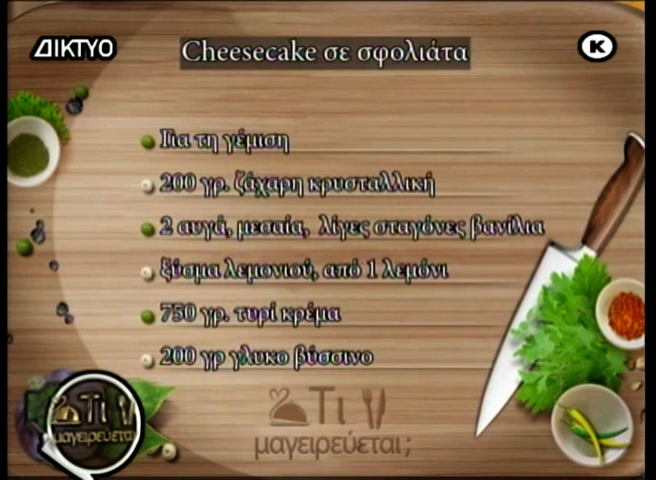 ΔΙΚΤΥΟ
Cheesecake σε σφολιάτα
K
Για τη γέμιση
200 γρ. ζάχαρη κρυσταλλική
2 αυγά, μεσαία, λίγες σταγόνες βανίλια
ξύσμα λεμονιού, από 1 λεμόνι
750 γρ. τυρί κρέμα
200 γρ γλυκο βύσσινο
Τι
μαγειρεύεται
Τι
μαγειρεύεται;